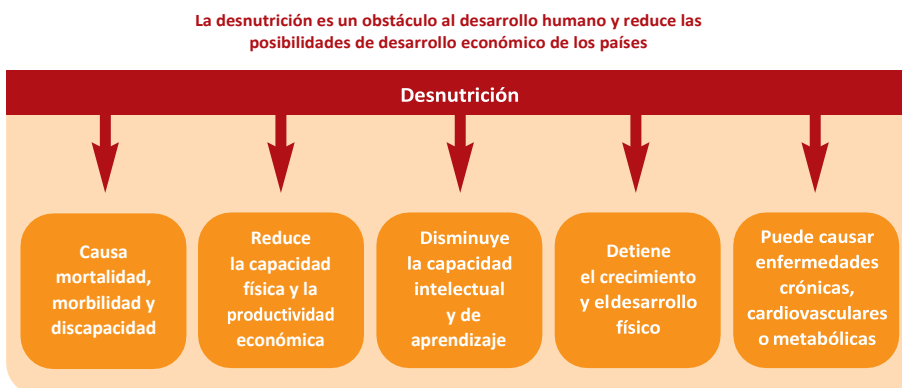 La desnutrición es un obstáculo al desarrollo humano y reduce las
posibilidades de desarrollo económico de los países
Desnutrición
Causa
mortalidad,
morbilidad y
discapacidad
Reduce
la capacidad
física y la
productividad
económica
Disminuye
la capacidad
intelectual
y de
aprendizaje
Detiene
el crecimiento
y eldesarrollo
físico
Puede causar
enfermedades
crónicas,
cardiovasculares
o metabólicas